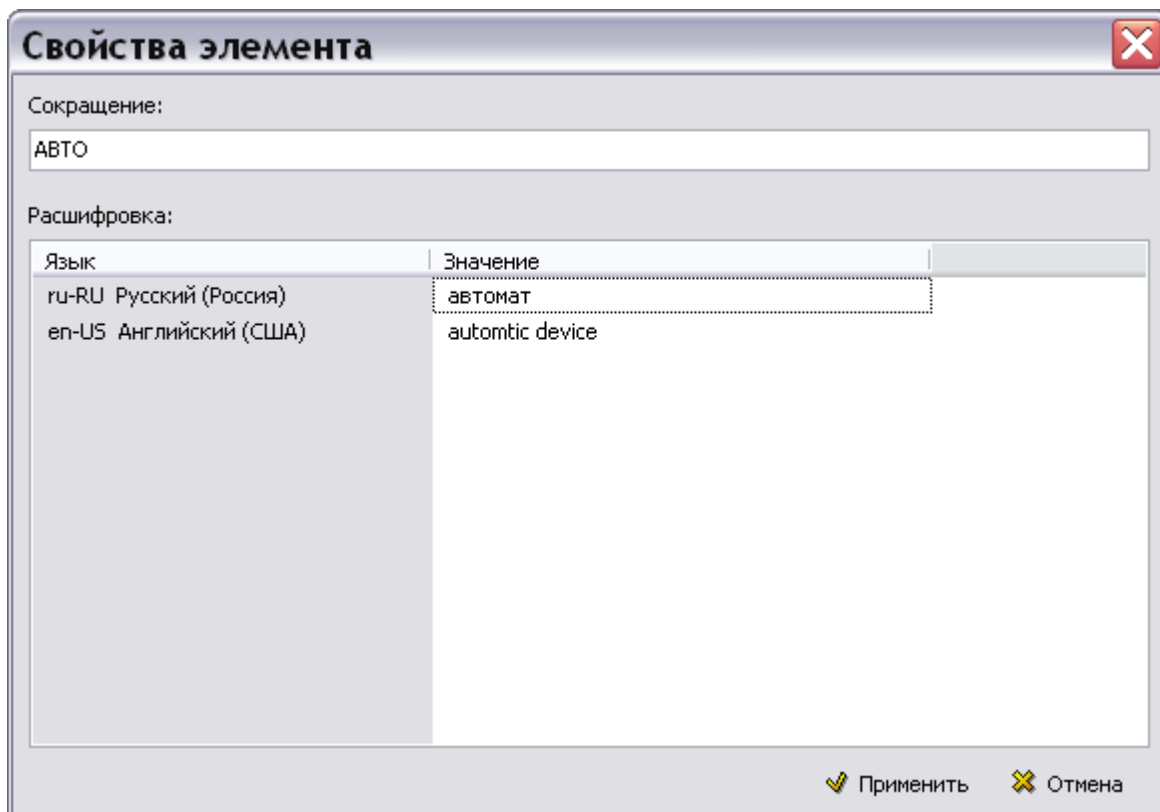 Свойства элемента
Сокращение:
АВТО
Расшифровка:
Язык Значение
ru-RU Русский (Россия) автомат
en-US Английский (США) automtic device
Применить Отмена